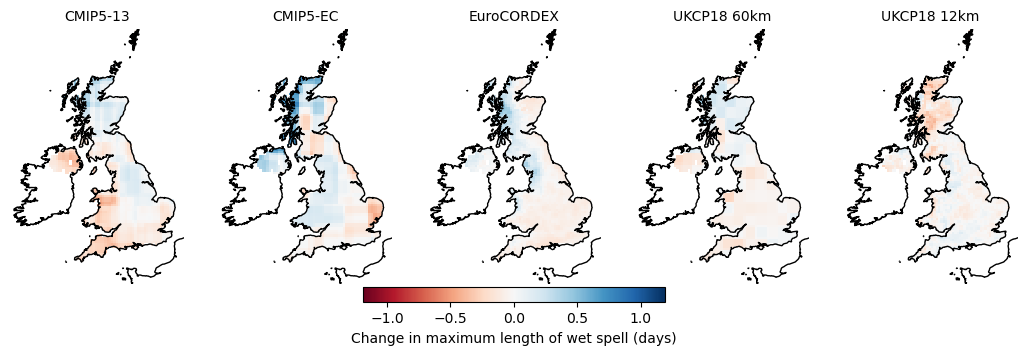 CMIP5-13 CMIP5-EC EuroCORDEX UKCP18 60km UKCP18 12km
−1.0 −0.5 0.0 0.5 1.0
Change in maximum length of wet spell (days)